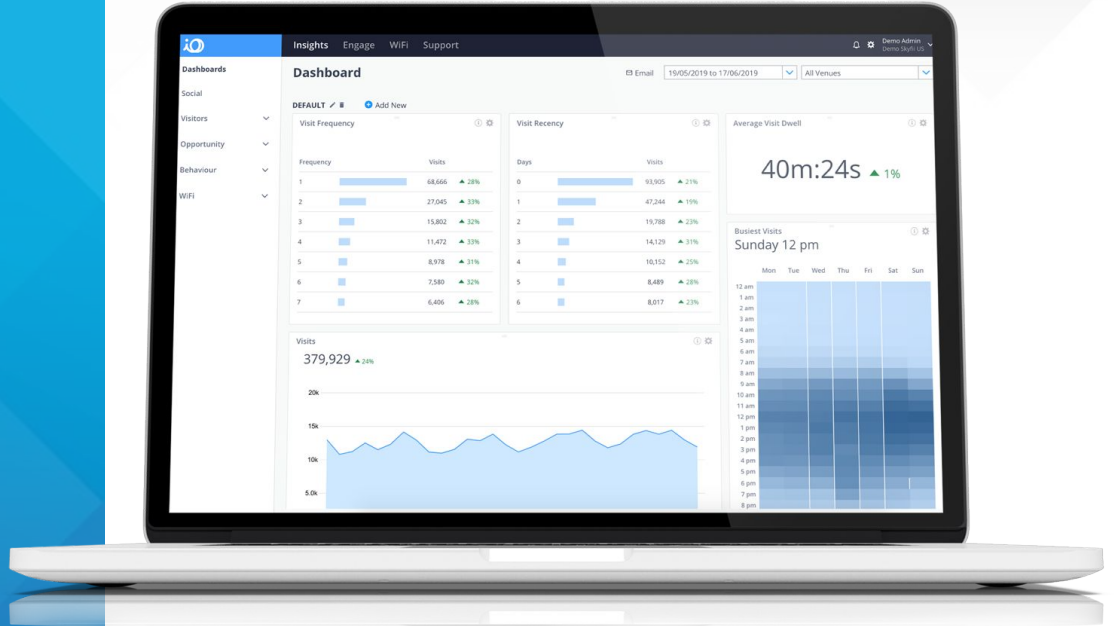 iO
Insights Engage WiFi Support
Demo Admin
Demo Skyfii US
Dashboards
Social
Visitors
Opportunity
Behaviour
WiFi
Dashboard
Email 19/05/2019 to 17/06/2019 All Venues
DEFAULT Add New
Visit Frequency
Frequency Visits
1 68,666 28%
2 27,045 33%
3 15,802 32%
4 11,472 33%
5 8,978 31%
6 7,580 32%
7 6,406 28%
Visit Recency
Days Visits
0 93,905 21%
1 47,244 19%
2 19,788 23%
3 14,129 31%
4 10,152 25%
5 8,489 28%
6 8,017 23%
Average Visit Dwell
40m:24s 1%
Busiest Visits
Sunday 12 pm
Mon Tue Wed Thu Fri Sat Sun
12 am
1 am
2 am
3 am
4 am
5 am
6 am
7 am
8 am
9 am
10 am
11 am
12 pm
1 pm
2 pm
3 pm
4 pm
5 pm
6 pm
7 pm
8 pm
Visits
379,929 24%
20k
15k
10k
5.0k